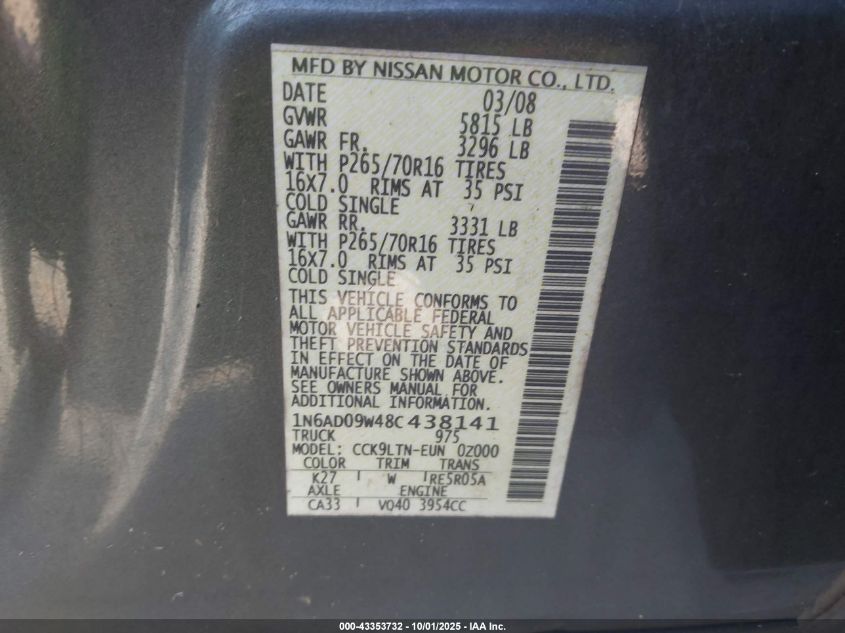 MFD BY NISSAN MOTOR CO., LTD.
DATE 03/08
GVWR 5815 LB
GAWR FR. 3296 LB
WITH P265/70R16 TIRES
16X7.0 RIMS AT 35 PSI
COLD SINGLE
GAWR RR. 3331 LB
WITH P265/70R16 TIRES
16X7.0 RIMS AT 35 PSI
COLD SINGLE
THIS VEHICLE CONFORMS TO
ALL APPLICABLE FEDERAL
MOTOR VEHICLE SAFETY AND
THEFT PREVENTION STANDARDS
IN EFFECT ON THE DATE OF
MANUFACTURE SHOWN ABOVE.
SEE OWNERS MANUAL FOR
ADDITIONAL INFORMATION.
1N6AD09W48C438141
TRUCK 975
MODEL: CCK9LTN-EUN 0Z000
COLOR TRIM TRANS
K27 W RE5R05A
AXLE ENGINE
CA33 VQ40 3954CC
000-43353732 - 10/01/2025 - IAA Inc.